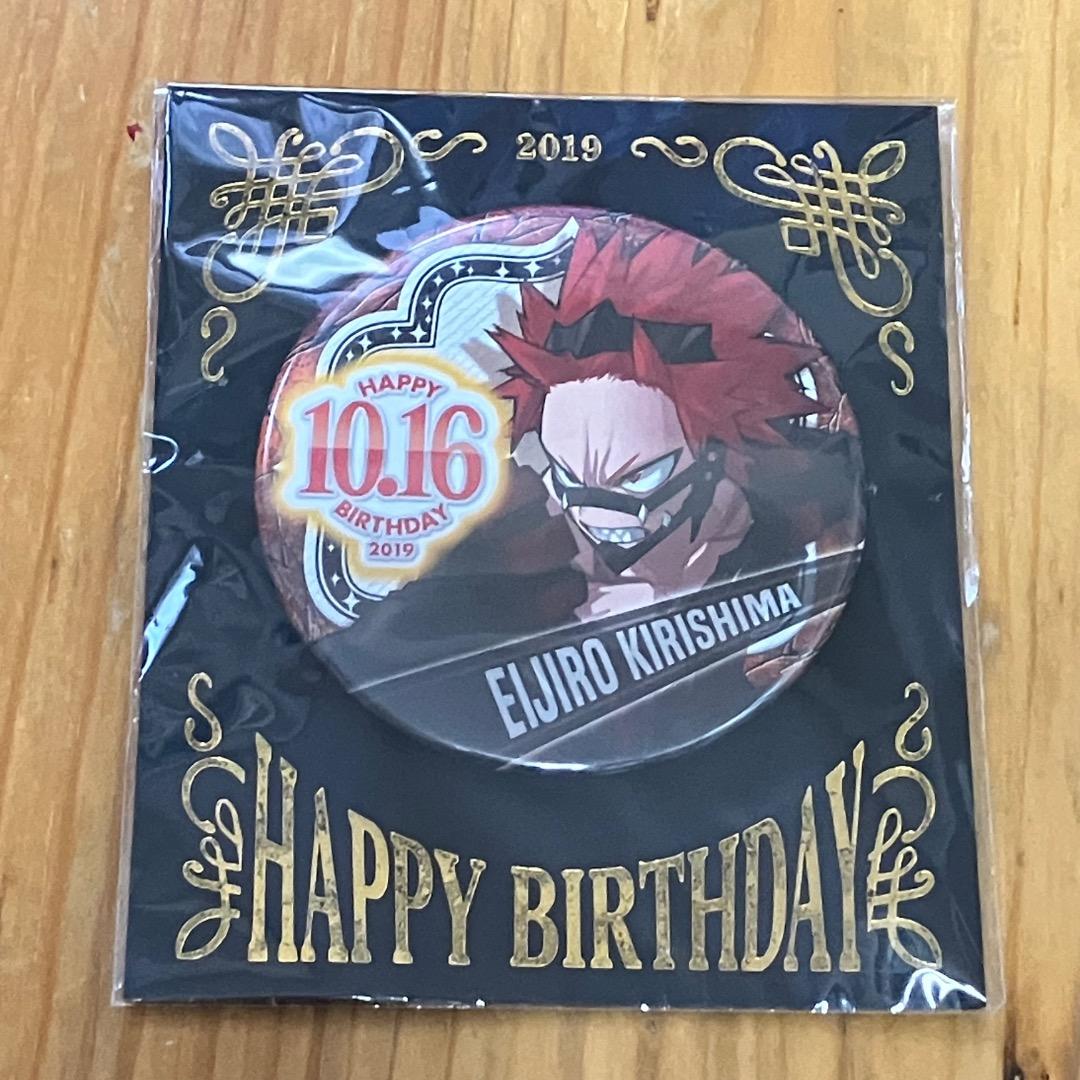 2019
HAPPY
10.16
BIRTHDAY
2019
EIJIRO KIRISHIMA
HAPPY BIRTHDAY